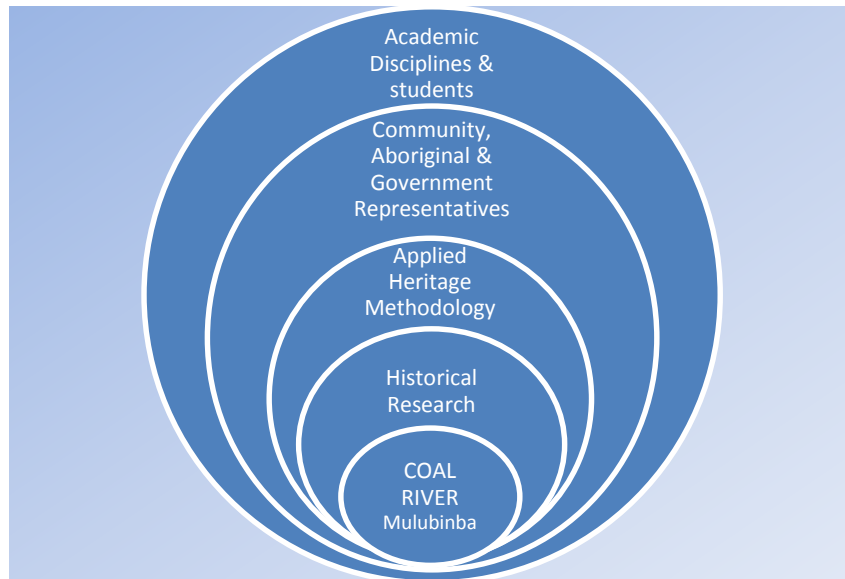 Academic
Disciplines &
students
Community,
Aboriginal &
Government
Representatives
Applied
Heritage
Methodology
Historical
Research
COAL
RIVER
Mulubinba